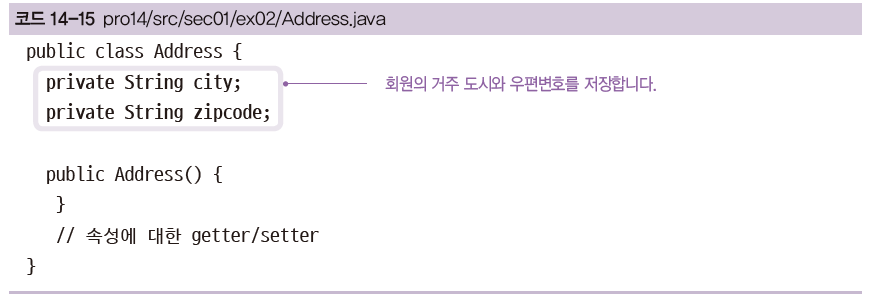 코드 14-15 pro14/src/sec01/ex02/Address.java
public class Address {
private String city;
회원의 거주 도시와 우편번호를 저장합니다.
private String zipcode;
public Address() {
}
// 속성에 대한 getter/setter
}